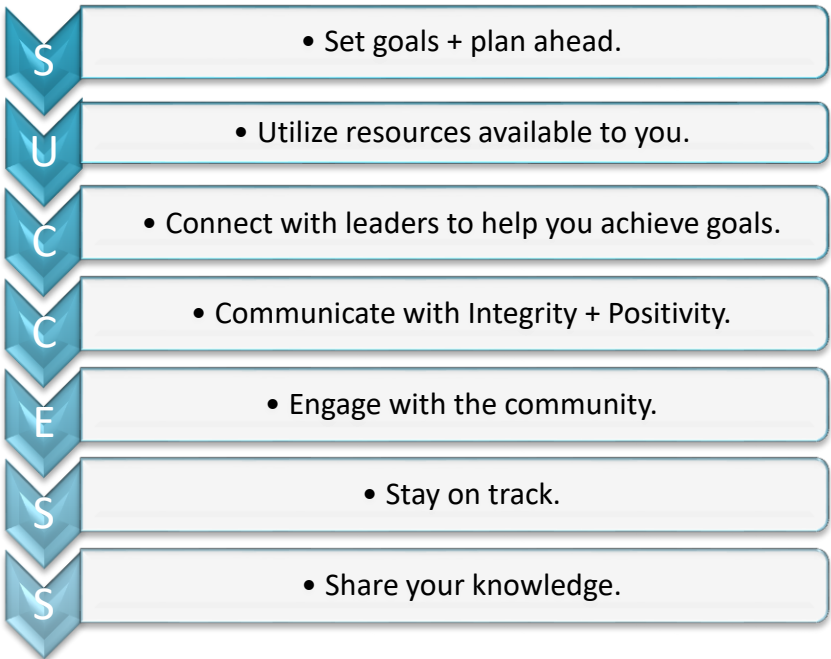 S
• Set goals + plan ahead.
U
• Utilize resources available to you.
C
• Connect with leaders to help you achieve goals.
C
• Communicate with Integrity + Positivity.
E
• Engage with the community.
S
• Stay on track.
S
• Share your knowledge.